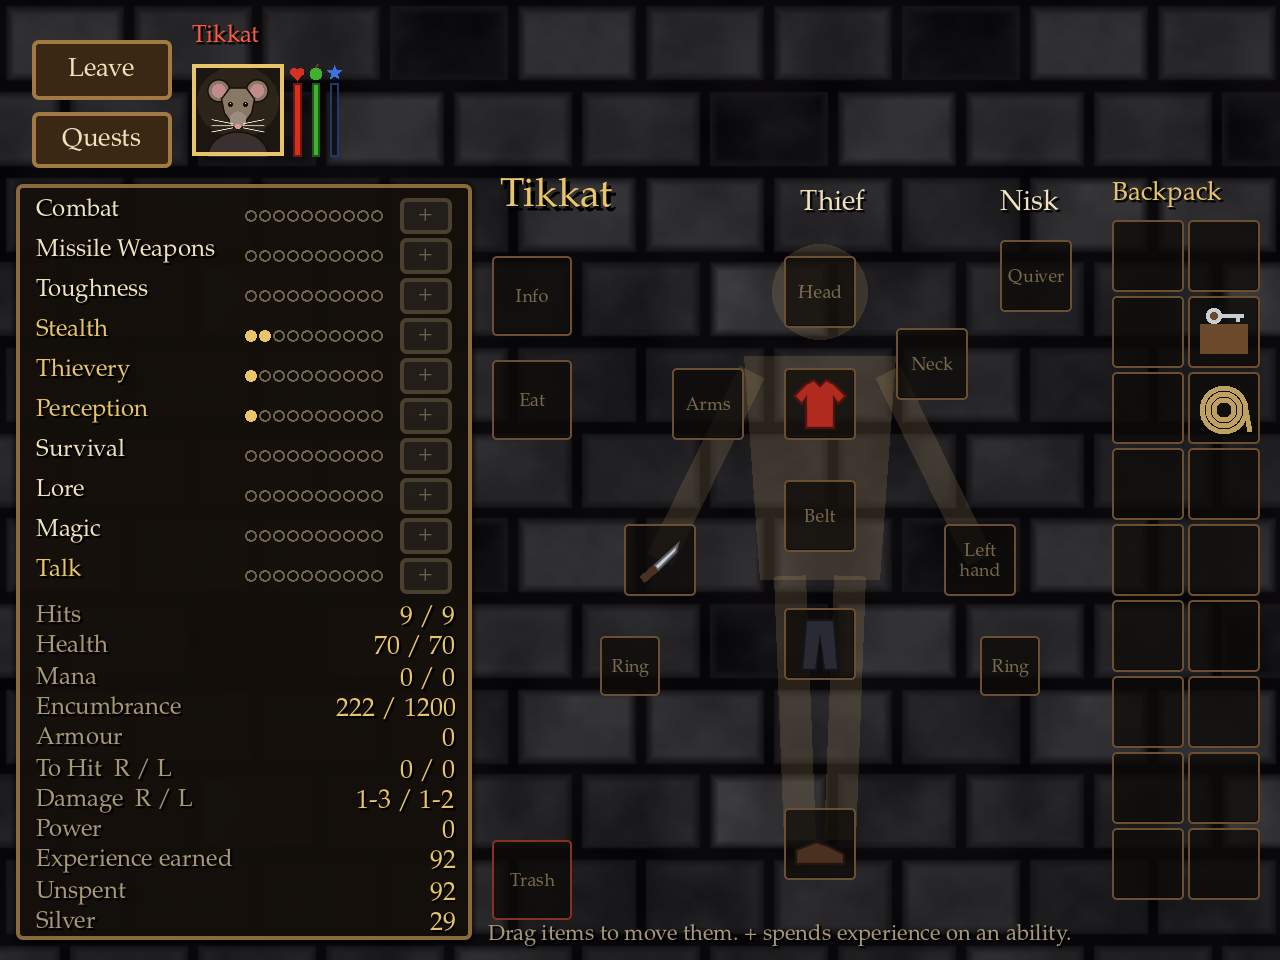 Tikkat
Leave
Quests
Tikkat
Thief
Nisk
Backpack
Combat +
Missile Weapons +
Toughness +
Stealth +
Thievery +
Perception +
Survival +
Lore +
Magic +
Talk +
Hits 9 / 9
Health 70 / 70
Mana 0 / 0
Encumbrance 222 / 1200
Armour 0
To Hit R / L 0 / 0
Damage R / L 1-3 / 1-2
Power 0
Experience earned 92
Unspent 92
Silver 29
Info
Head
Quiver
Eat
Arms
Neck
Belt
Left
hand
Ring
Ring
Trash
Drag items to move them. + spends experience on an ability.